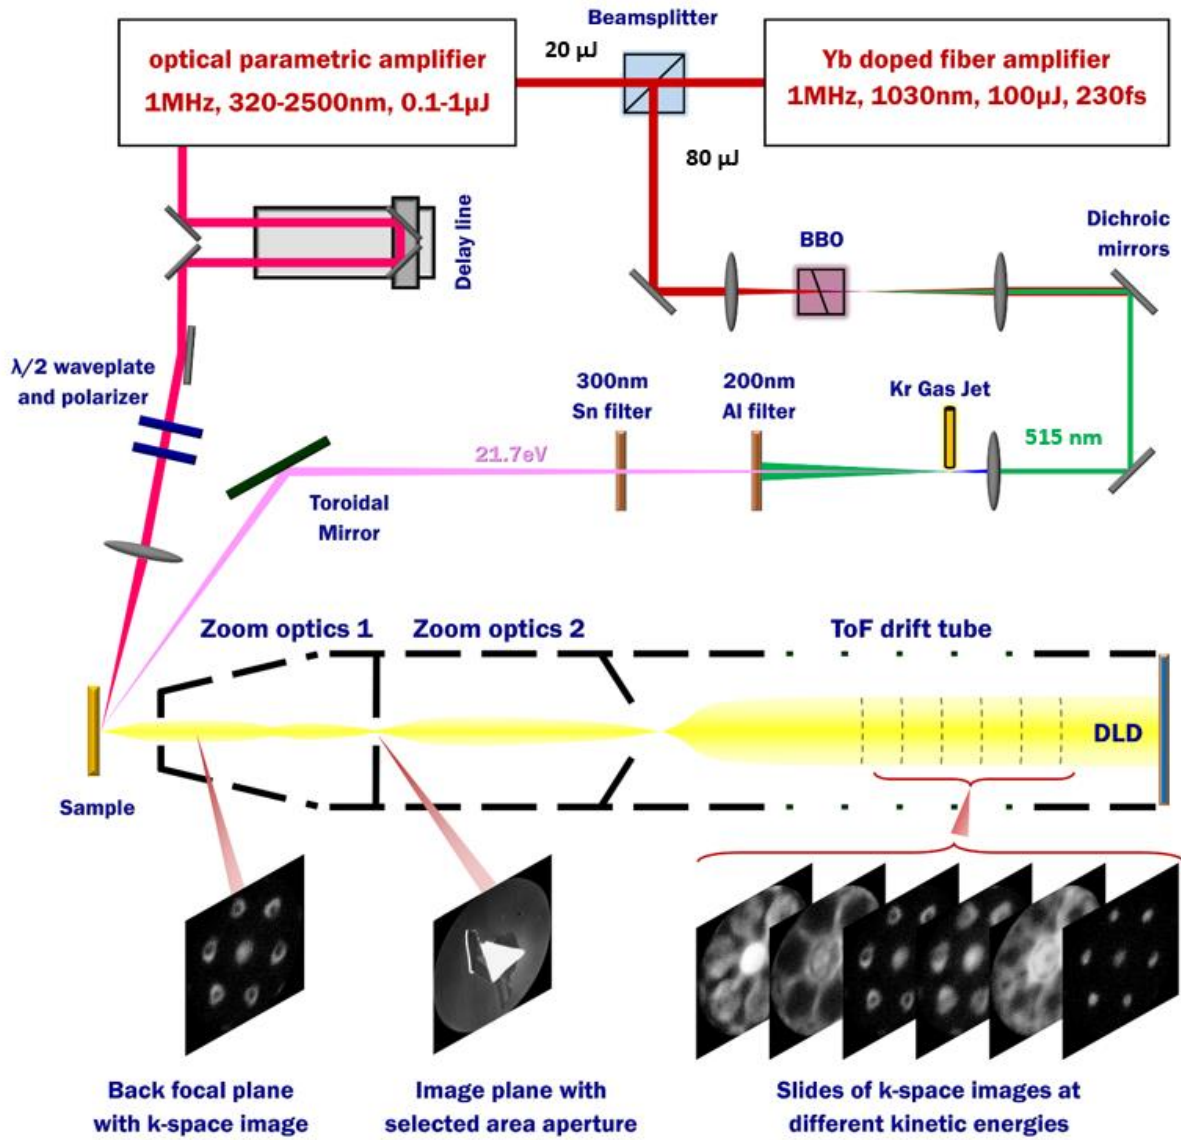 Beamsplitter
optical parametric amplifier
1MHz, 320-2500nm, 0.1-1µJ
20 µJ
Yb doped fiber amplifier
1MHz, 1030nm, 100µJ, 230fs
80 µJ
Delay line
BBO
Dichroic
mirrors
λ/2 waveplate
and polarizer
300nm
Sn filter
200nm
Al filter
Kr Gas Jet
515 nm
21.7eV
Toroidal
Mirror
Zoom optics 1
Zoom optics 2
ToF drift tube
DLD
Sample
Back focal plane
with k-space image
Image plane with
selected area aperture
Slides of k-space images at
different kinetic energies